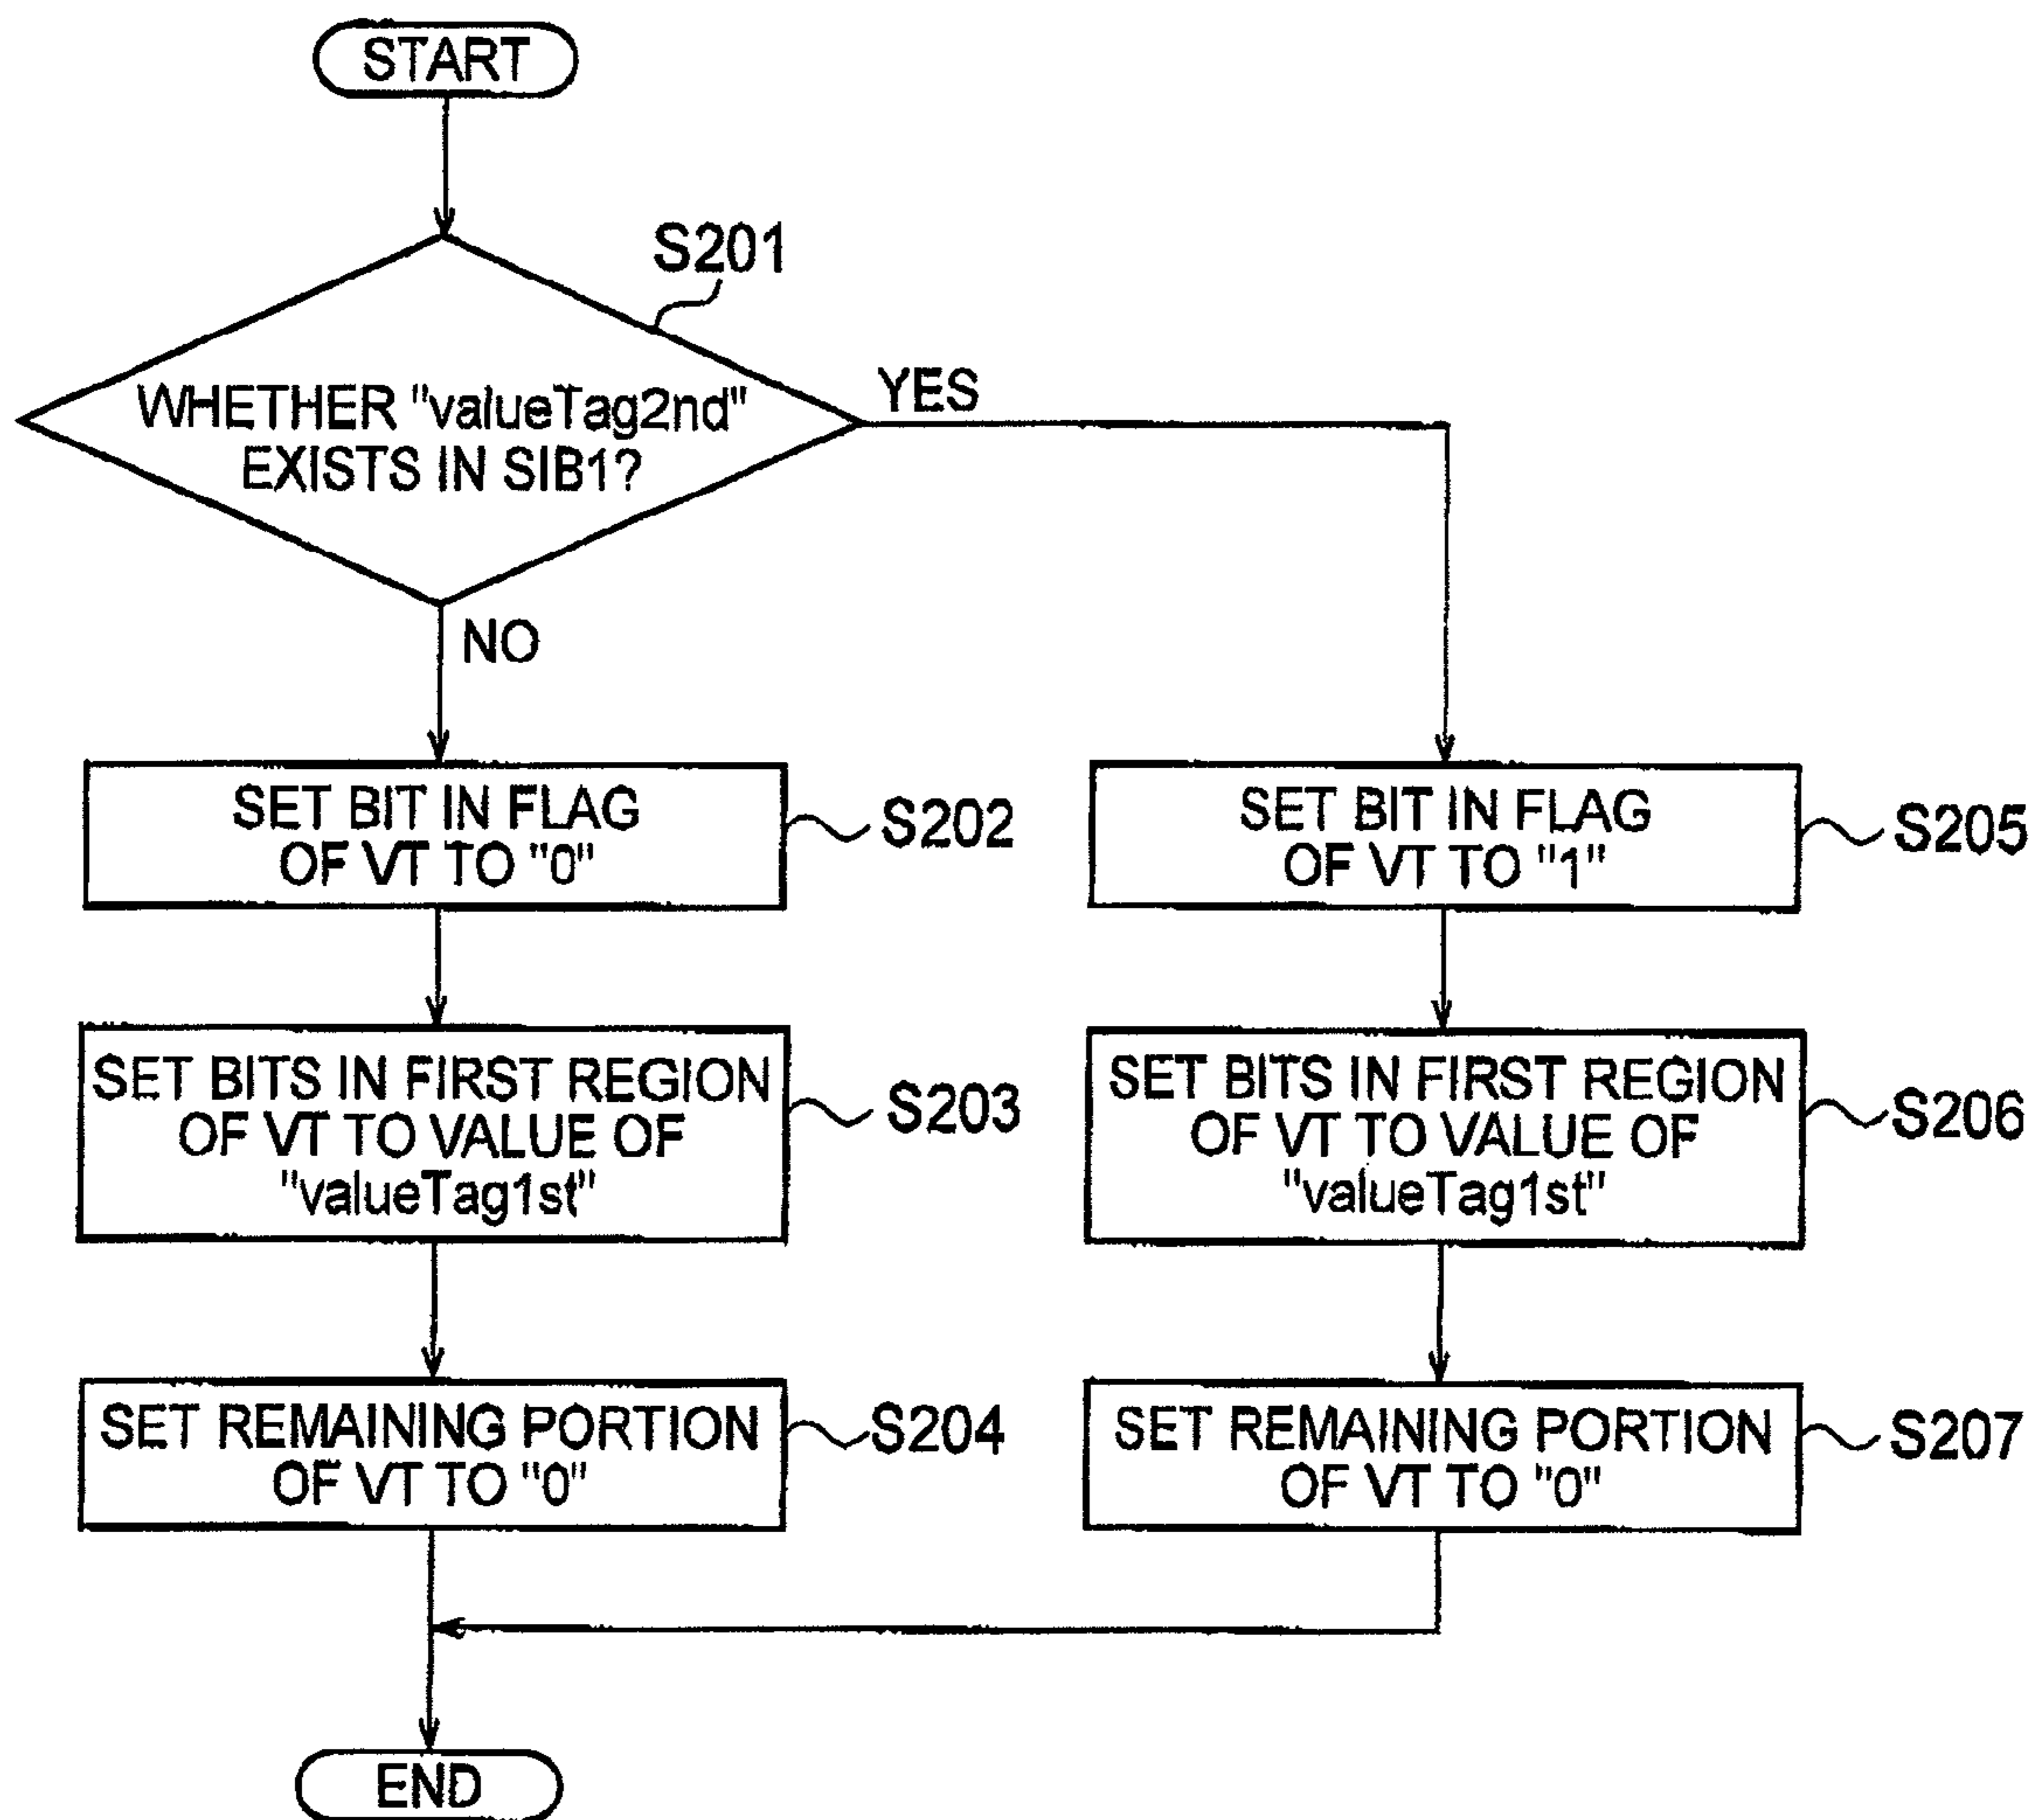 START
S201
WHETHER "valueTag2nd"
EXISTS IN SIB1?
YES
NO
SET BIT IN FLAG
OF VT TO "0"
S202
SET BITS IN FIRST REGION
OF VT TO VALUE OF
"valueTag1st"
S203
SET REMAINING PORTION
OF VT TO "0"
S204
SET BIT IN FLAG
OF VT TO "1"
S205
SET BITS IN FIRST REGION
OF VT TO VALUE OF
"valueTag1st"
S206
SET REMAINING PORTION
OF VT TO "0"
S207
END